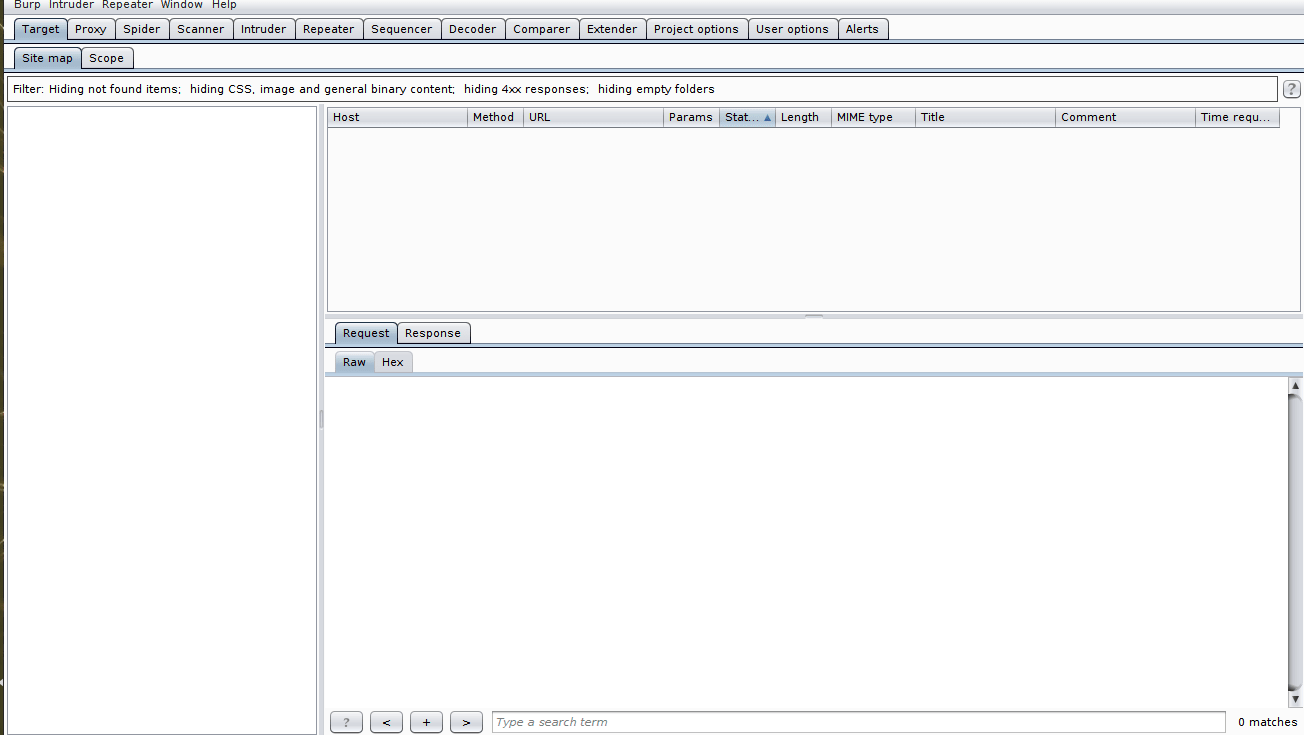 Burp Intruder Repeater Window Help
Target Proxy Spider Scanner Intruder Repeater Sequencer Decoder Comparer Extender Project options User options Alerts
Site map Scope
Filter: Hiding not found items; hiding CSS, image and general binary content; hiding 4xx responses; hiding empty folders ?
Host Method URL Params Stat... ▲ Length MIME type Title Comment Time requ...
Request Response
Raw Hex
? < + > Type a search term 0 matches